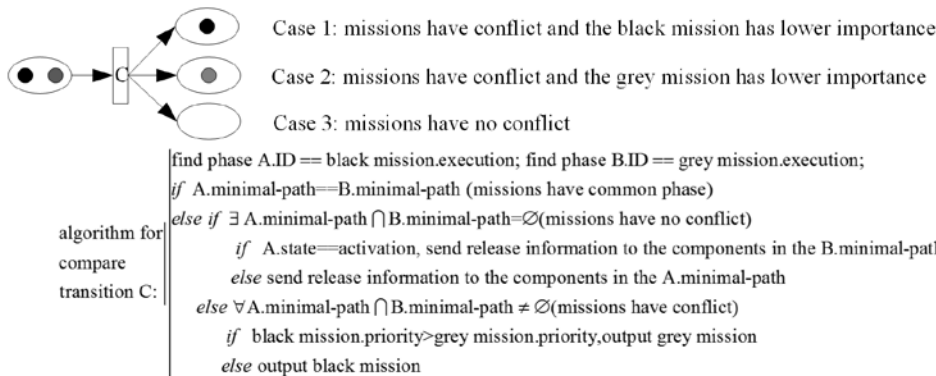 Case 1: missions have conflict and the black mission has lower importance
C
Case 2: missions have conflict and the grey mission has lower importance
Case 3: missions have no conflict
find phase A.ID == black mission.execution; find phase B.ID == grey mission.execution;
if A.minimal-path==B.minimal-path (missions have common phase)
else if ∃ A.minimal-path⋂B.minimal-path=∅(missions have no conflict)
if A.state==activation, send release information to the components in the B.minimal-path
else send release information to the components in the A.minimal-path
else ∀A.minimal-path⋂B.minimal-path ≠ ∅(missions have conflict)
if black mission.priority>grey mission.priority,output grey mission
else output black mission
algorithm for
compare
transition C: